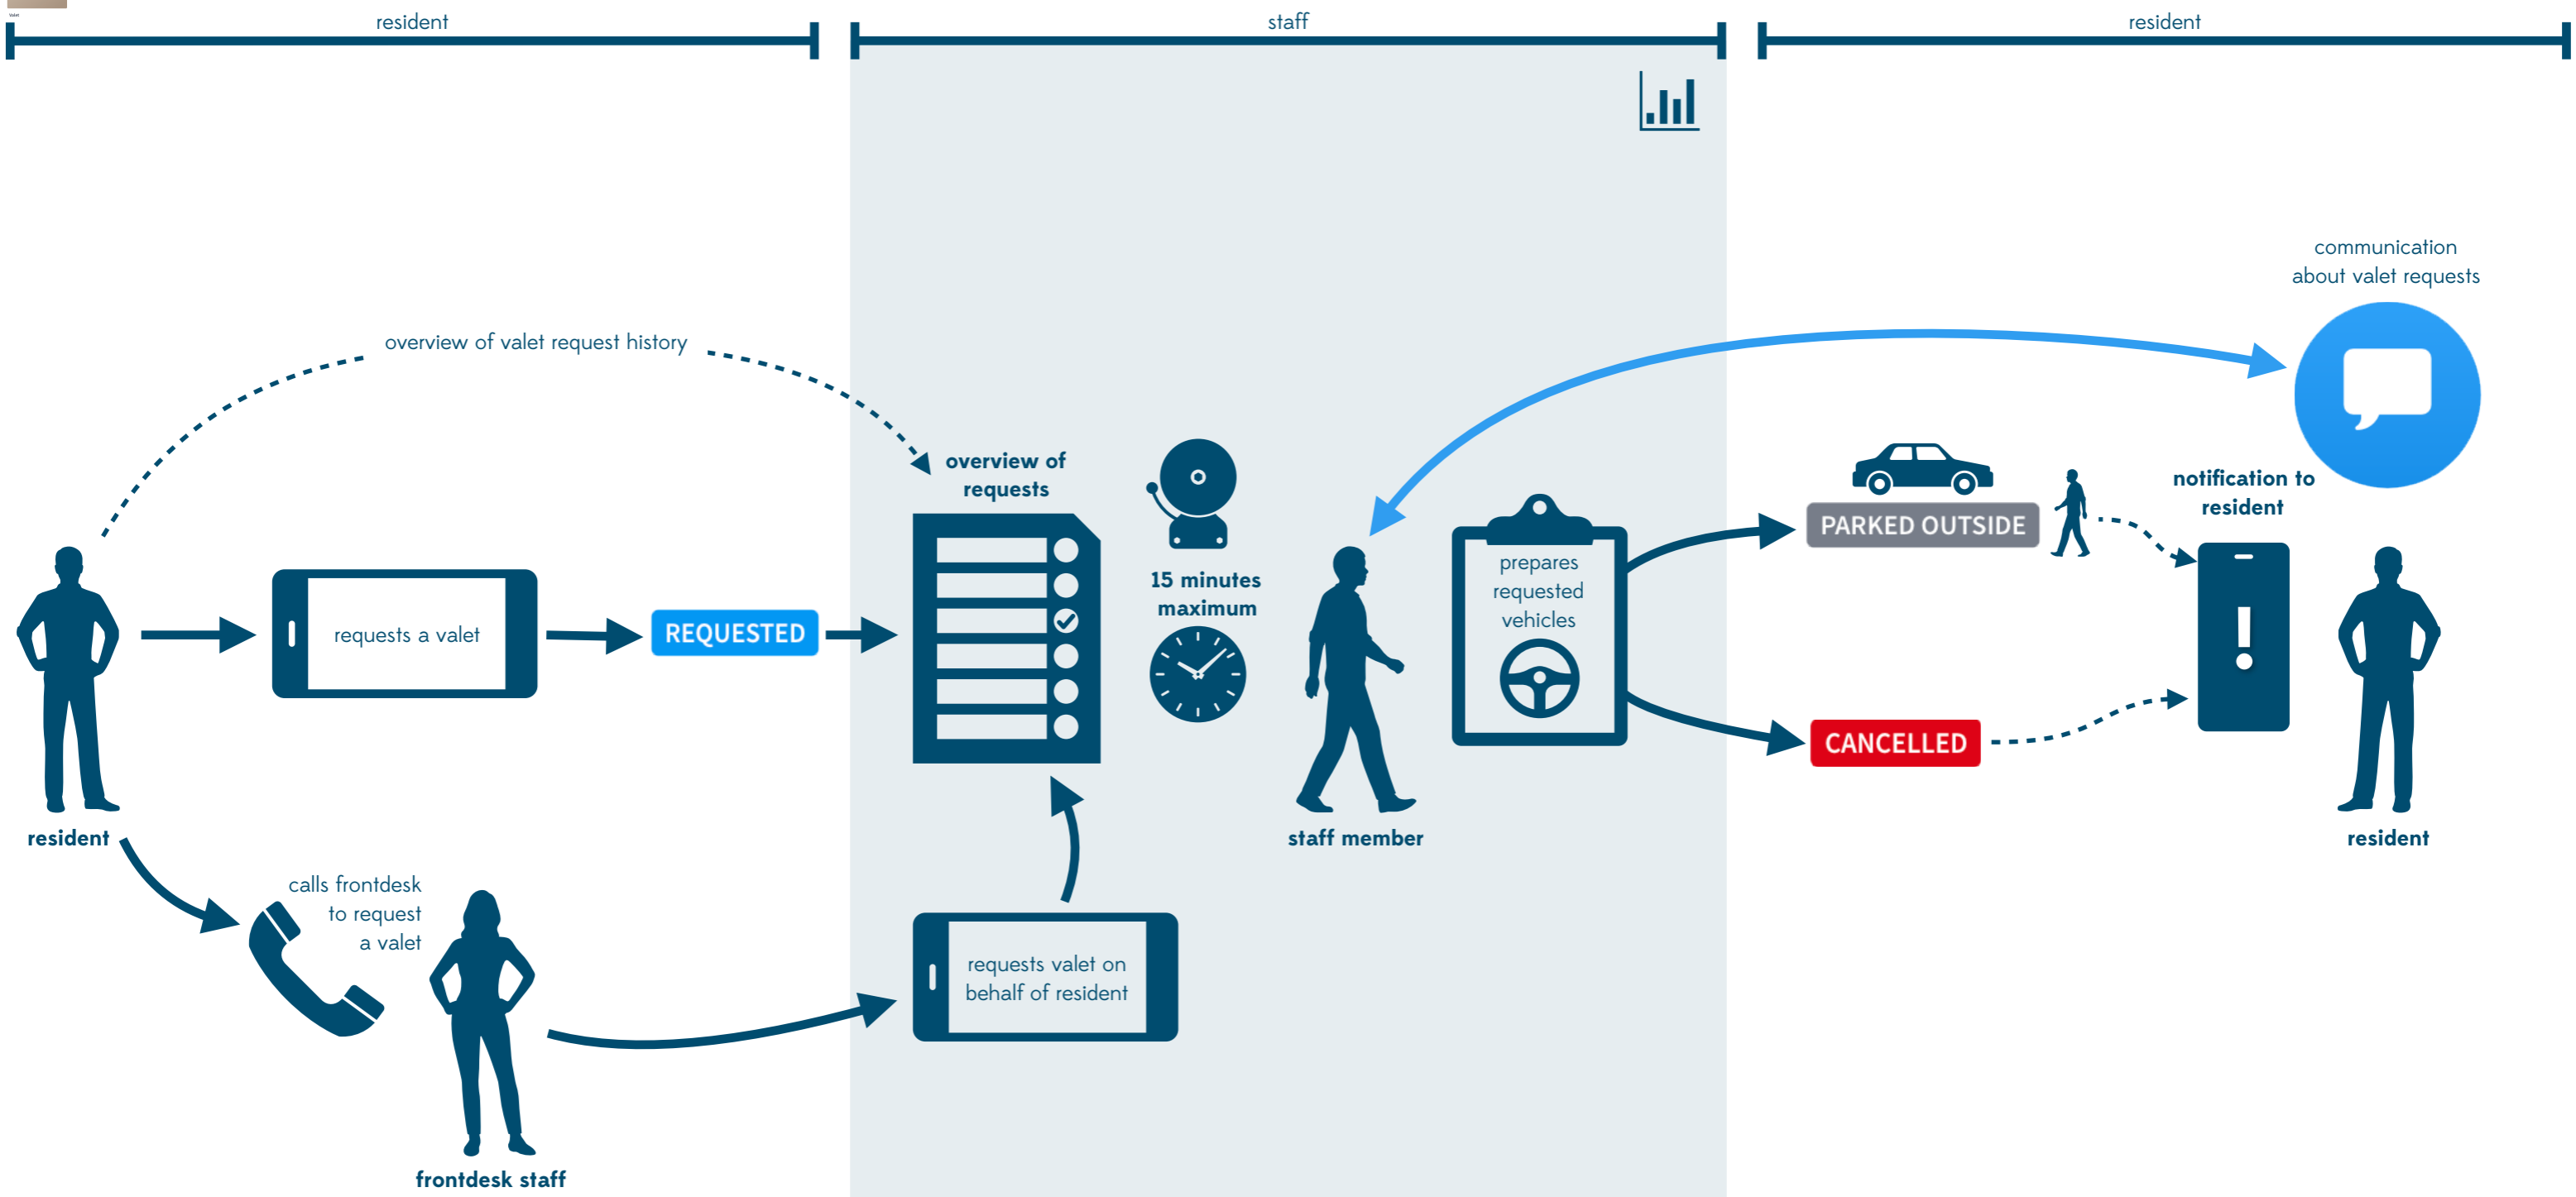 Valet
resident
staff
resident
communication
about valet requests
overview of valet request history
overview of
requests
15 minutes
maximum
prepares
requested
vehicles
PARKED OUTSIDE
notification to
resident
requests a valet
REQUESTED
CANCELLED
resident
staff member
resident
calls frontdesk
to request
a valet
requests valet on
behalf of resident
frontdesk staff